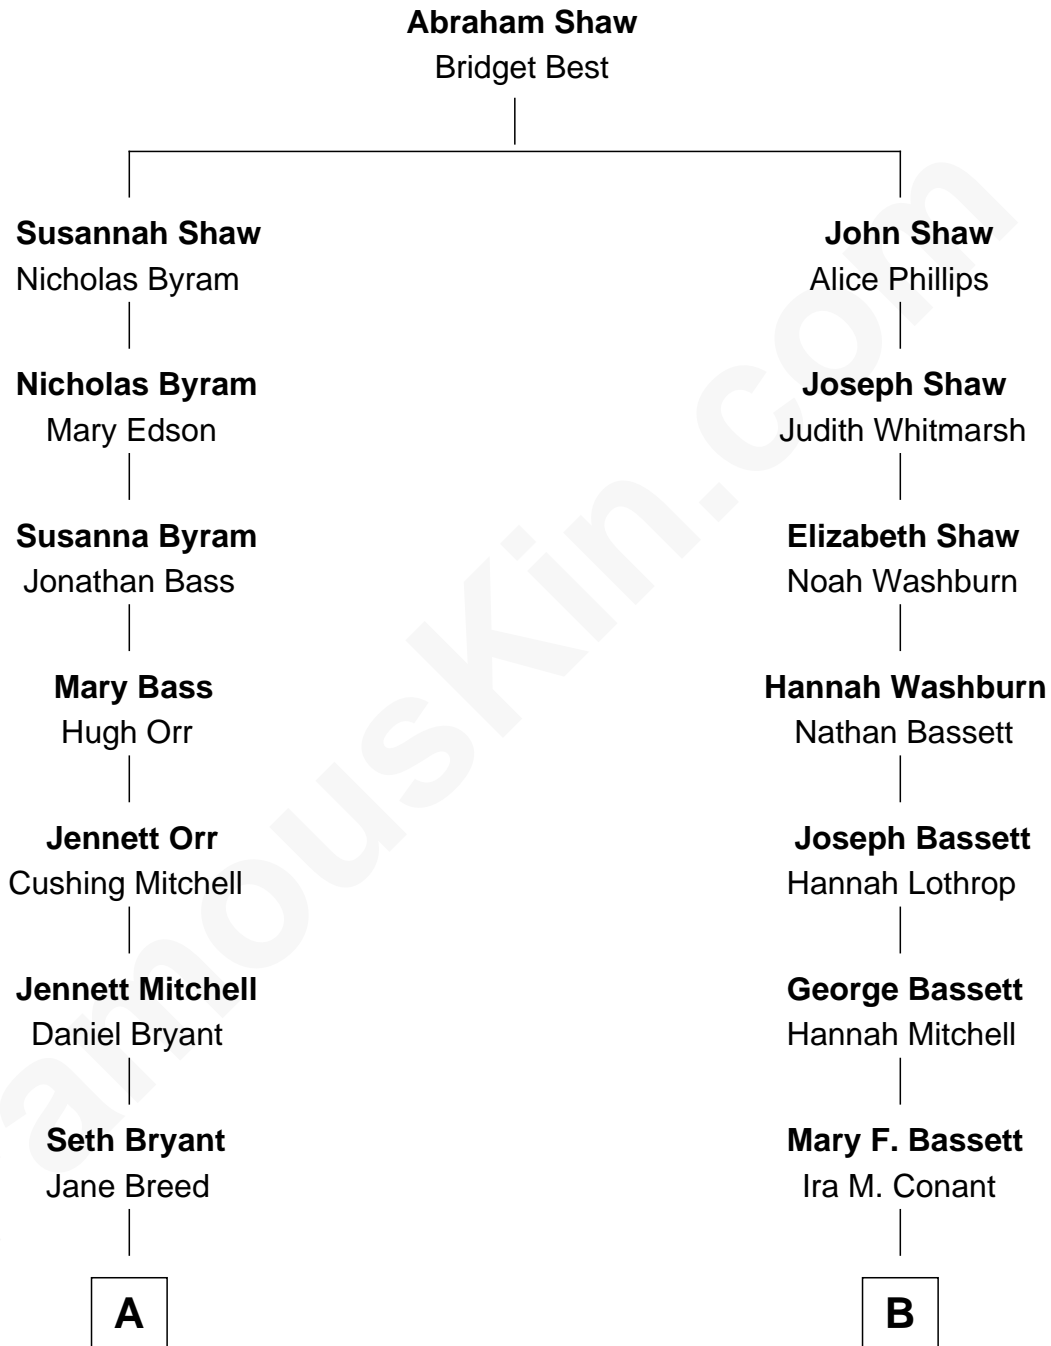 Abraham Shaw
Bridget Best
Susannah Shaw
Nicholas Byram
John Shaw
Alice Phillips
Nicholas Byram
Mary Edson
Joseph Shaw
Judith Whitmarsh
Susanna Byram
Jonathan Bass
Elizabeth Shaw
Noah Washburn
Mary Bass
Hugh Orr
Hannah Washburn
Nathan Bassett
Jennett Orr
Cushing Mitchell
Joseph Bassett
Hannah Lothrop
Jennett Mitchell
Daniel Bryant
George Bassett
Hannah Mitchell
Seth Bryant
Jane Breed
Mary F. Bassett
Ira M. Conant
A
B
amousKin.com